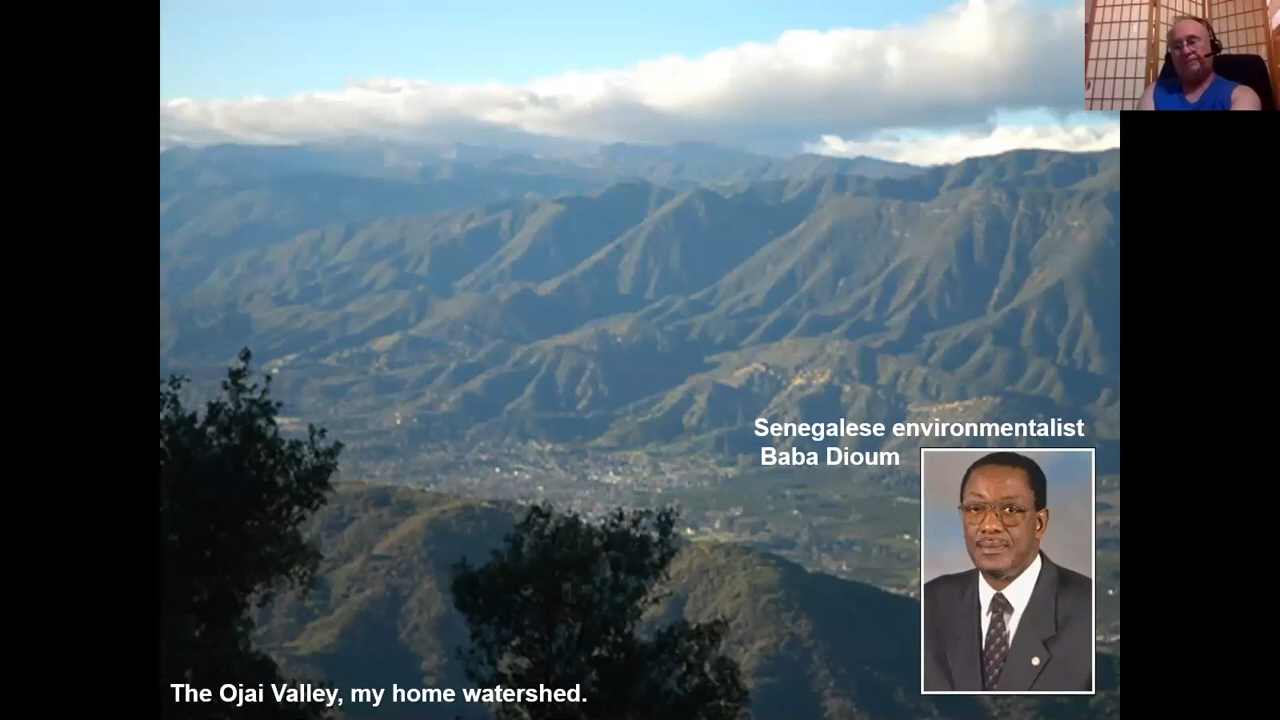 Senegalese environmentalist
Baba Dioum
The Ojai Valley, my home watershed.